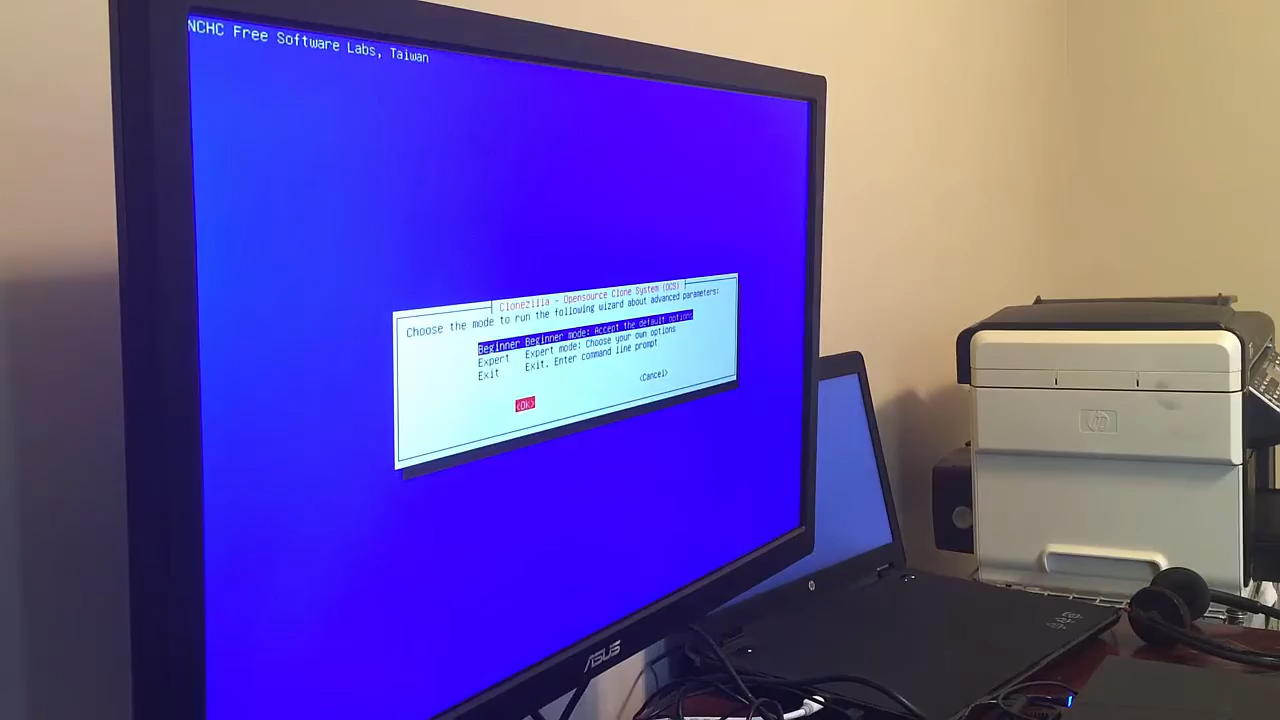 NCHC Free Software Labs, Taiwan
Clonezilla - Opensource Clone System (OCS)
Choose the mode to run the following wizard about advanced parameters:
Beginner Beginner mode: Accept the default options
Expert Expert mode: Choose your own options
Exit Exit. Enter command line prompt
<Ok> <Cancel>
ASUS
hp